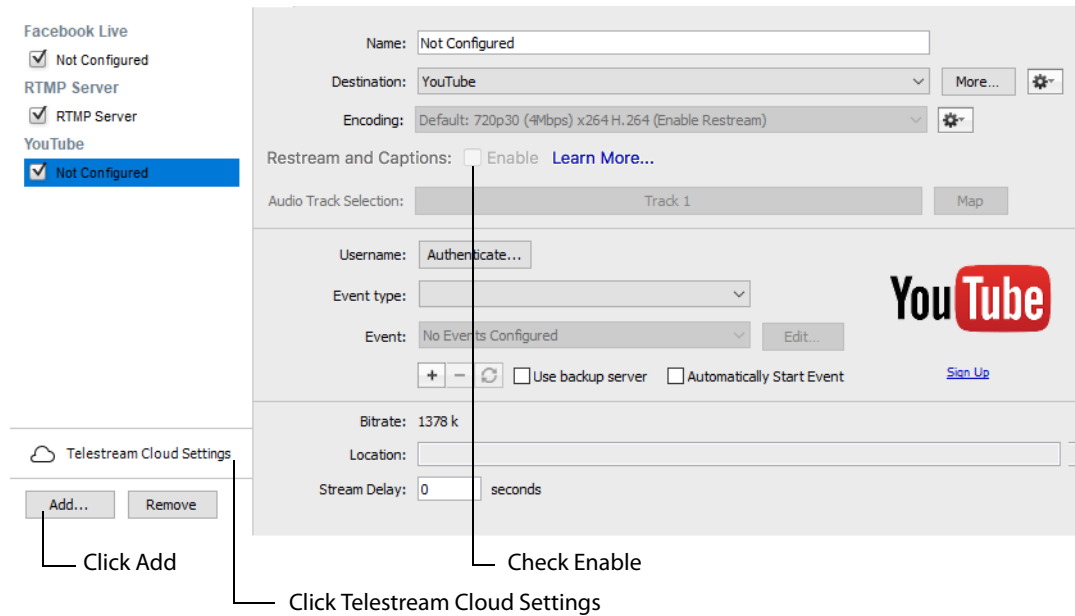 Facebook Live
Not Configured
RTMP Server
RTMP Server
YouTube
Not Configured
Telestream Cloud Settings
Add... Remove
Name: Not Configured
Destination: YouTube More...
Encoding: Default: 720p30 (4Mbps) x264 H.264 (Enable Restream)
Restream and Captions: Enable Learn More...
Audio Track Selection: Track 1 Map
Username: Authenticate...
Event type:
YouTube
Event: No Events Configured Edit...
+ - Use backup server Automatically Start Event Sign Up
Bitrate: 1378 k
Location:
Stream Delay: 0 seconds
Click Add
Check Enable
Click Telestream Cloud Settings